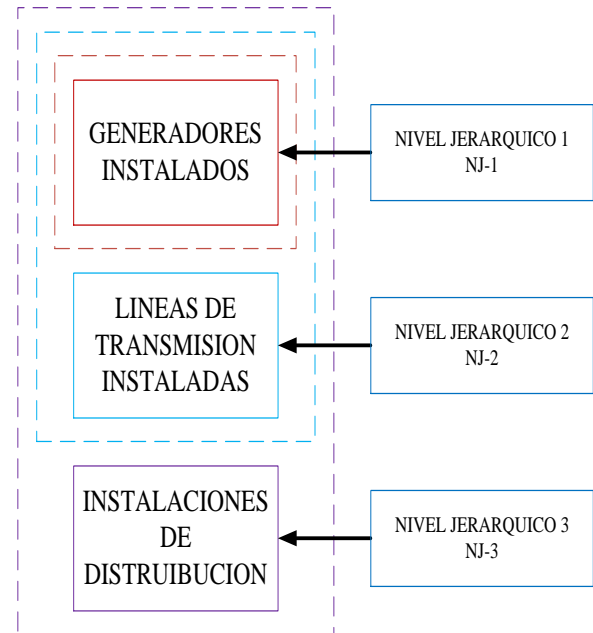 GENERADORES
INSTALADOS
NIVEL JERARQUICO 1
NJ-1
LINEAS DE
TRANSMISION
INSTALADAS
NIVEL JERARQUICO 2
NJ-2
INSTALACIONES
DE
DISTRUIBUCION
NIVEL JERARQUICO 3
NJ-3